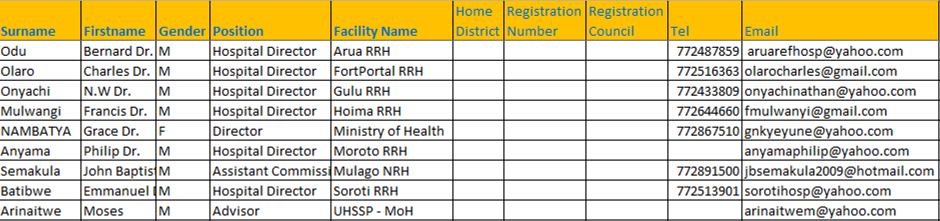 Surname Firstname Gender Position Facility Name Home District Registration Number Registration Council Tel Email
Odu Bernard Dr. M Hospital Director Arua RRH 772487859 aruarefhosp@yahoo.com
Olaro Charles Dr. M Hospital Director FortPortal RRH 772516363 olarocharles@gmail.com
Onyachi N.W Dr. M Hospital Director Gulu RRH 772433809 onyachinathan@yahoo.com
Mulwangi Francis Dr. M Hospital Director Hoima RRH 772644660 fmulwanyi@gmail.com
NAMBATYA Grace Dr. F Director Ministry of Health 772867510 gnkyeyune@yahoo.com
Anyama Philip Dr. M Hospital Director Moroto RRH anyamaphilip@yahoo.com
Semakula John Baptist M Assistant Commissi Mulago NRH 772891500 jbsemakula2009@hotmail.com
Batibwe Emmanuel M Hospital Director Soroti RRH 772513901 sorotihosp@yahoo.com
Arinaitwe Moses M Advisor UHSSP - MoH arinaitwem@yahoo.com